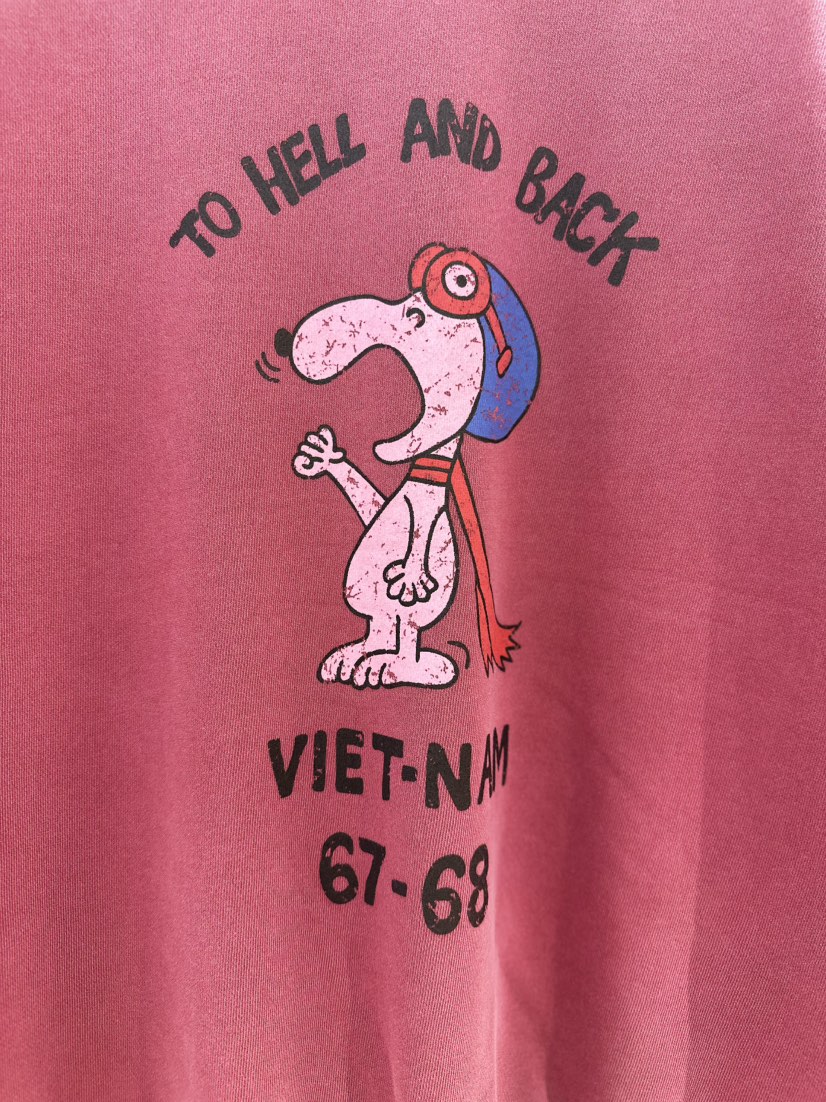 TO HELL AND BACK
VIET-NAM
67-68